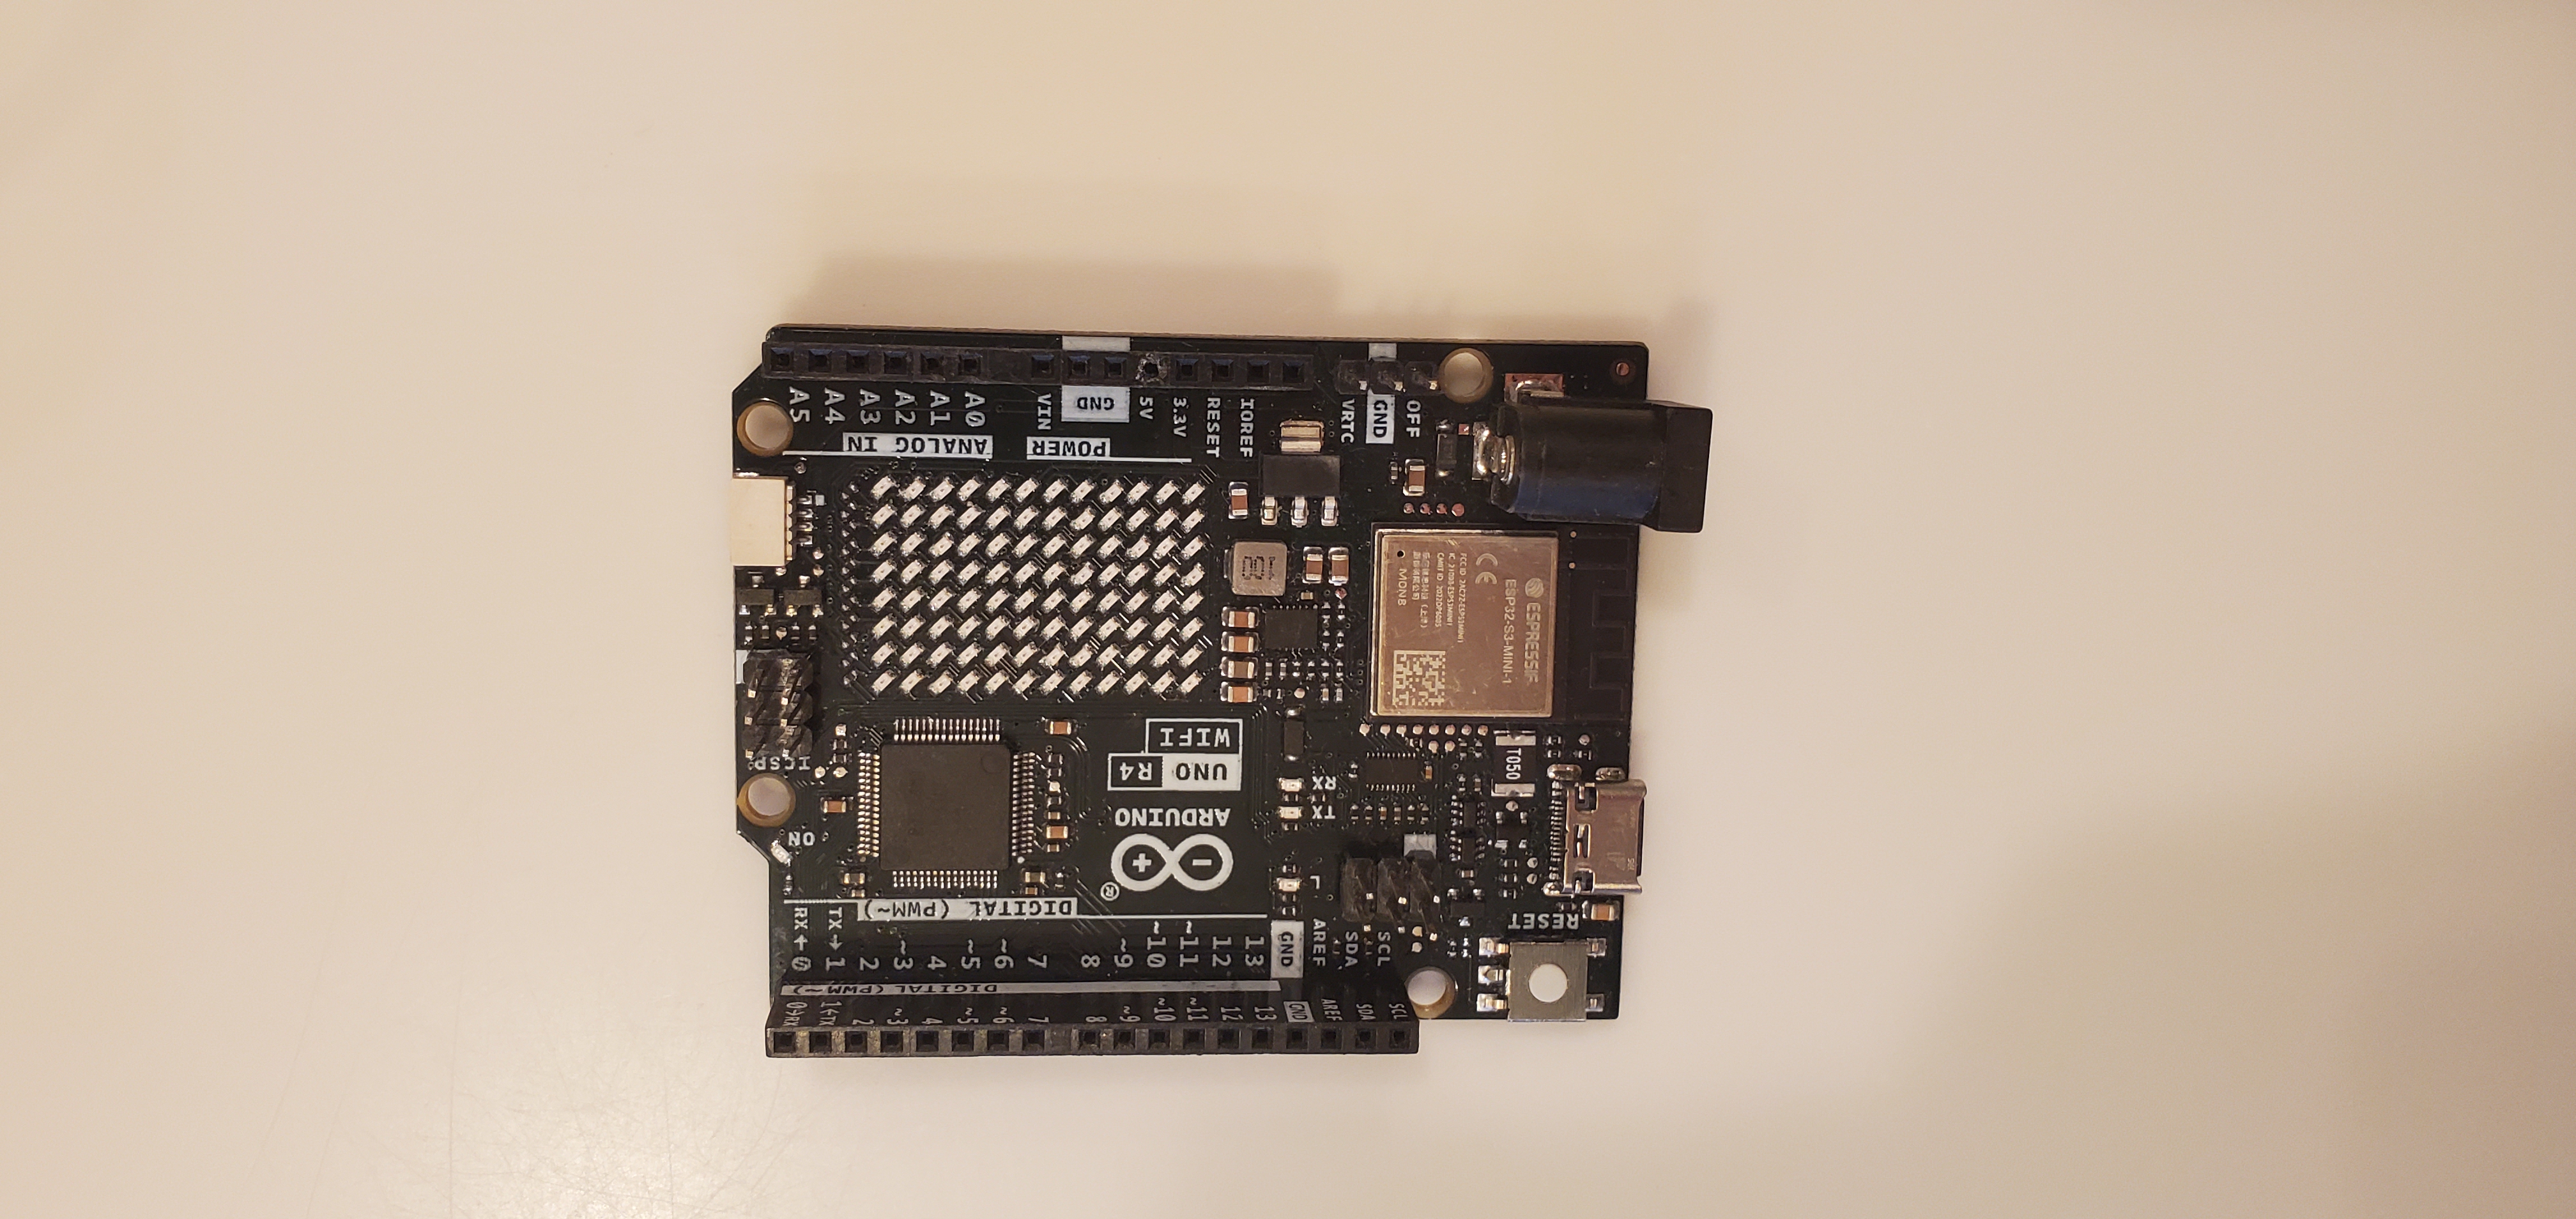 A5
A4
A3
A2
A1
A0
VIN
GND
5V
3.3V
RESET
IOREF
VRTC
GND
OFF
ANALOG IN
POWER
100
ESPRESSIF
ESP32-S3-MINI-1
CE
MON8
T050
WIFI
UNO R4
ARDUINO
®
RX
TX
L
ICSP
ON
RESET
DIGITAL (PWM~)
RX←0
TX→1
2
~3
4
~5
~6
7
8
~9
~10
~11
12
13
GND
AREF
SDA
SCL
DIGITAL (PWM~)
0→RX
1←TX
2
~3
4
~5
~6
7
8
~9
~10
~11
12
13
GND
AREF
SDA
SCL